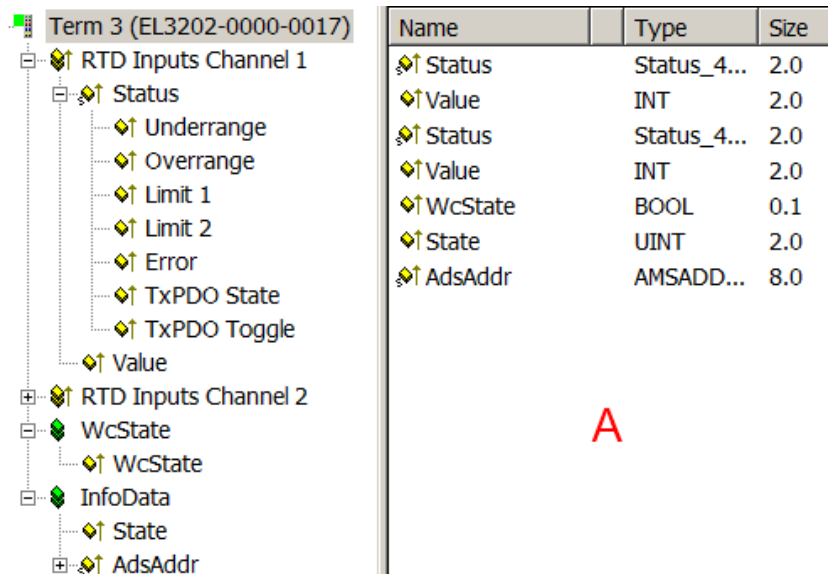 Term 3 (EL3202-0000-0017)
RTD Inputs Channel 1
Status
Underrange
Overrange
Limit 1
Limit 2
Error
TxPDO State
TxPDO Toggle
Value
RTD Inputs Channel 2
WcState
WcState
InfoData
State
AdsAddr
Name Type Size
Status Status_4... 2.0
Value INT 2.0
Status Status_4... 2.0
Value INT 2.0
WcState BOOL 0.1
State UINT 2.0
AdsAddr AMSADD... 8.0
A